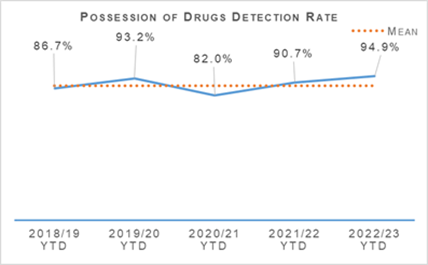 POSSESSION OF DRUGS DETECTION RATE
MEAN
86.7%
93.2%
82.0%
90.7%
94.9%
2018/19 YTD
2019/20 YTD
2020/21 YTD
2021/22 YTD
2022/23 YTD